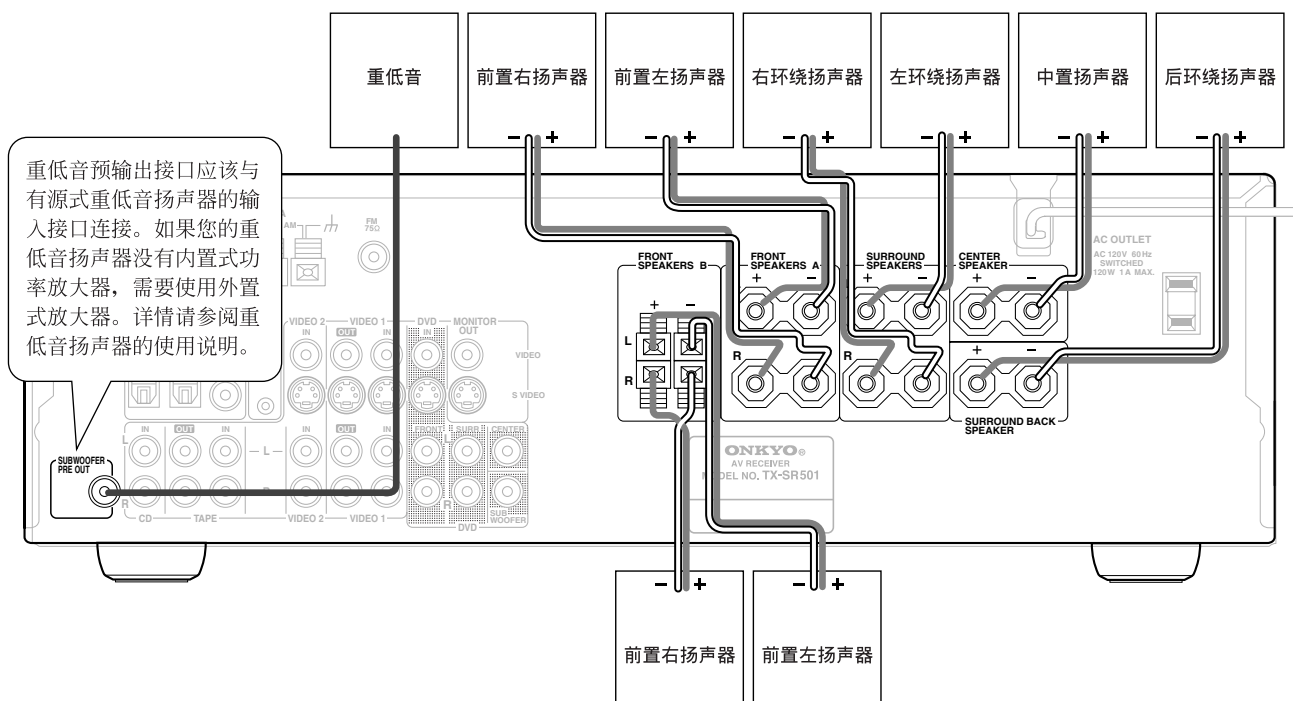 重低音
前置右扬声器
前置左扬声器
右环绕扬声器
左环绕扬声器
中置扬声器
后环绕扬声器
− +
− +
− +
− +
− +
− +
重低音预输出接口应该与
有源式重低音扬声器的输
入接口连接。如果您的重
低音扬声器没有内置式功
率放大器，需要使用外置
式放大器。详情请参阅重
低音扬声器的使用说明。
AM
FM
75Ω
AC OUTLET
AC 120V 60Hz
SWITCHED
120W 1A MAX.
FRONT
SPEAKERS B
FRONT
SPEAKERS A
SURROUND
SPEAKERS
CENTER
SPEAKER
+ −
+ −
+ −
+ −
L
R
R
R
+ −
SURROUND BACK
SPEAKER
VIDEO 2
VIDEO 1
DVD
MONITOR
OUT
IN
OUT
IN
IN
VIDEO
S VIDEO
IN
OUT
IN
IN
OUT
IN
FRONT
SURR
CENTER
L
L
L
R
R
SUBWOOFER
PRE OUT
CD
TAPE
VIDEO 2
VIDEO 1
DVD
SUB
WOOFER
ONKYO®
AV RECEIVER
MODEL NO. TX-SR501
− +
− +
前置右扬声器
前置左扬声器